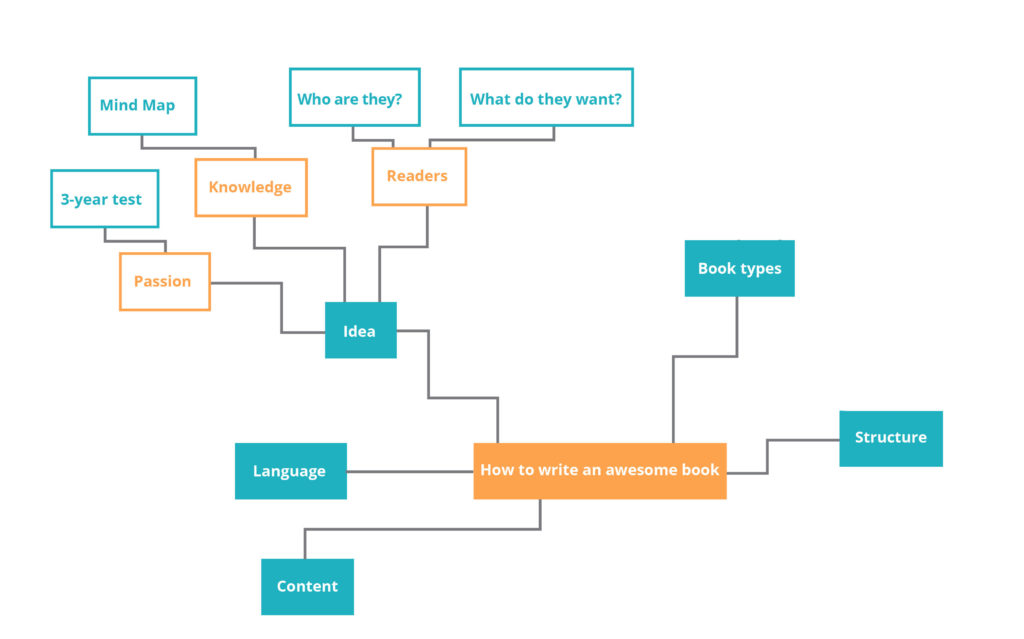 Mind Map
Who are they?
What do they want?
3-year test
Knowledge
Readers
Passion
Idea
Book types
Language
How to write an awesome book
Structure
Content